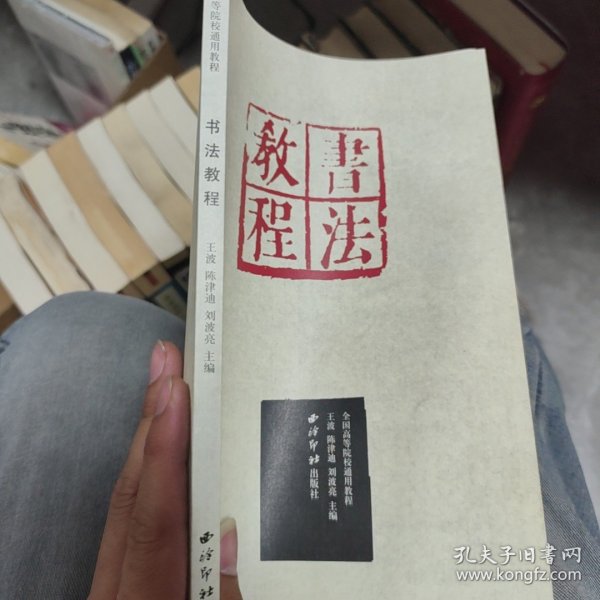 等院校通用教程
书法教程
王波 陈津迪 刘波亮 主编
西泠印社
書法
教程
全国高等院校通用教程
王波 陈津迪 刘波亮 主编
西泠印社出版社
孔夫子旧书网
www.kongfz.com